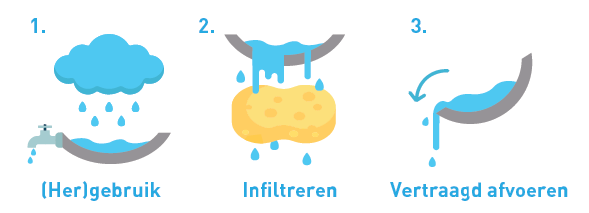 1.
2.
3.
(Her)gebruik
Infiltreren
Vertraagd afvoeren